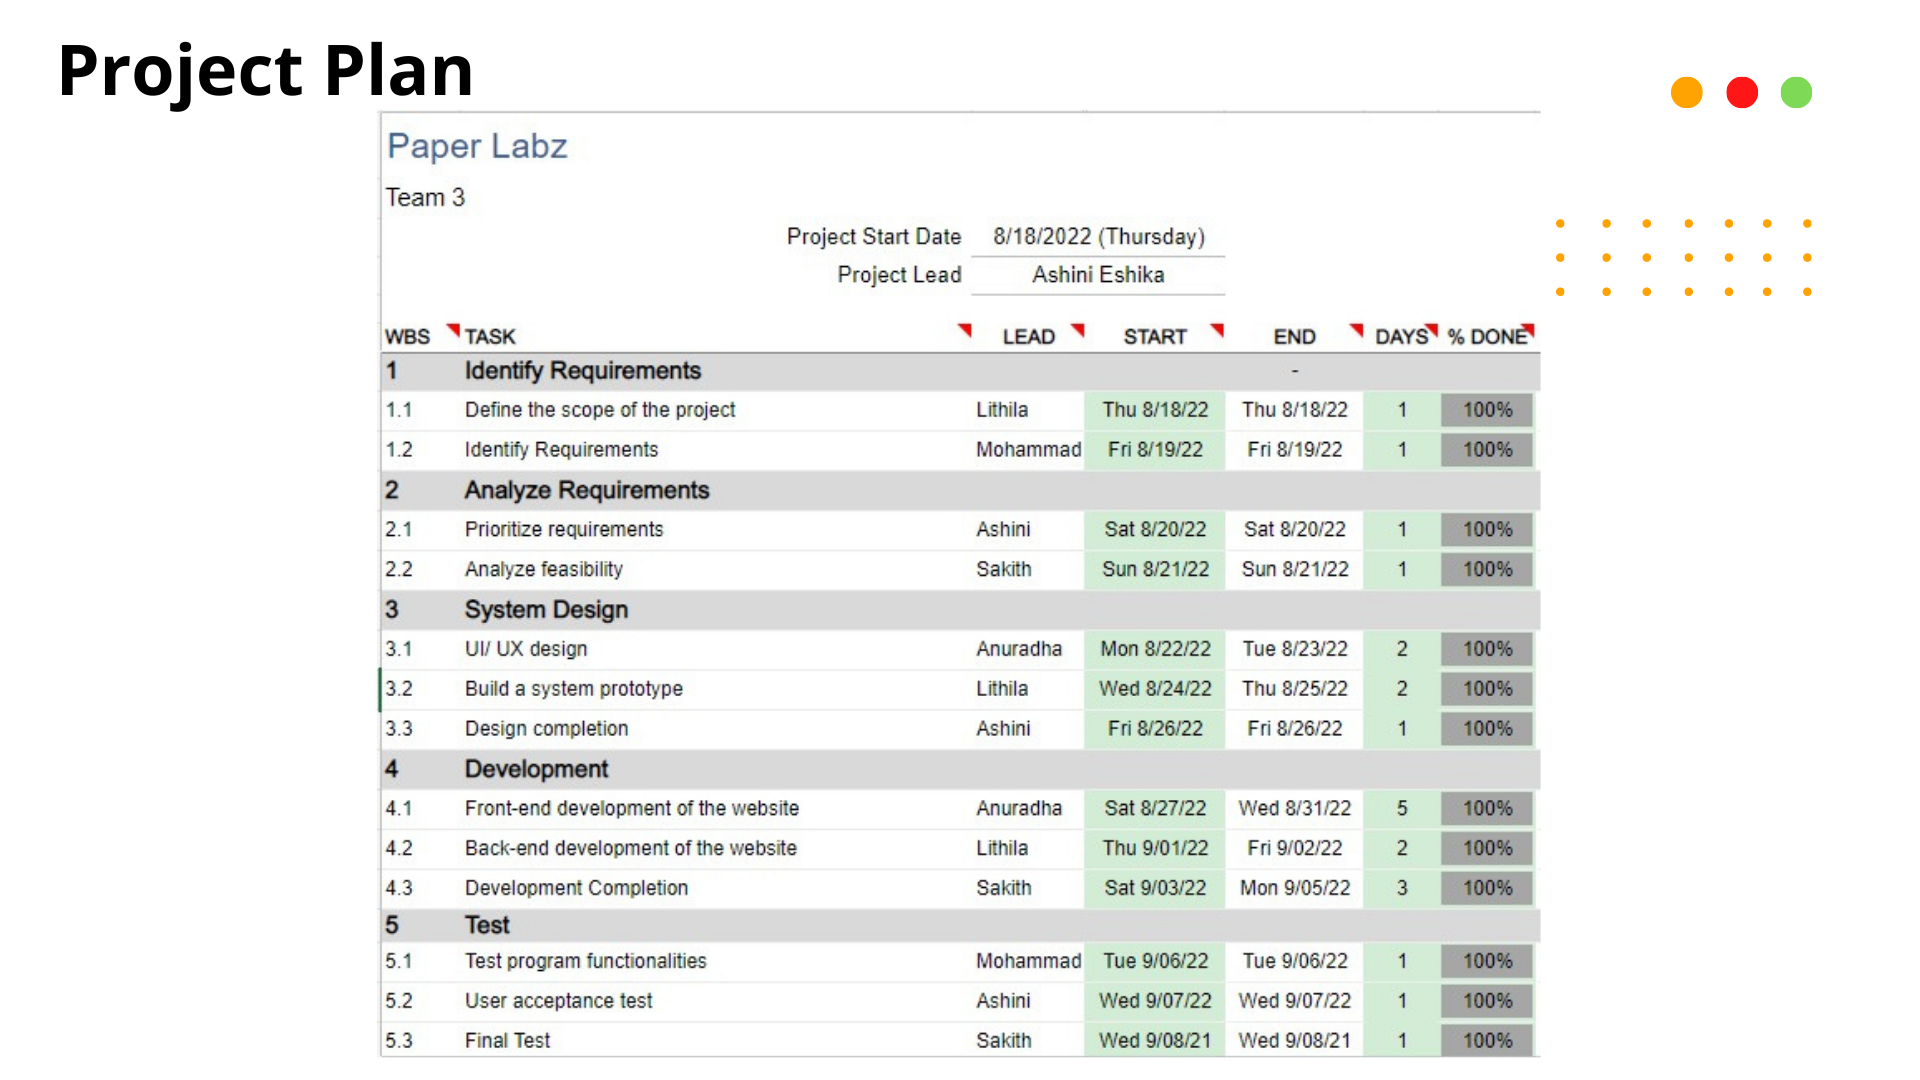 Project Plan
Paper Labz
Team 3
Project Start Date 8/18/2022 (Thursday)
Project Lead Ashini Eshika
WBS TASK LEAD START END DAYS % DONE
1 Identify Requirements -
1.1 Define the scope of the project Lithila Thu 8/18/22 Thu 8/18/22 1 100%
1.2 Identify Requirements Mohammad Fri 8/19/22 Fri 8/19/22 1 100%
2 Analyze Requirements
2.1 Prioritize requirements Ashini Sat 8/20/22 Sat 8/20/22 1 100%
2.2 Analyze feasibility Sakith Sun 8/21/22 Sun 8/21/22 1 100%
3 System Design
3.1 UI/ UX design Anuradha Mon 8/22/22 Tue 8/23/22 2 100%
3.2 Build a system prototype Lithila Wed 8/24/22 Thu 8/25/22 2 100%
3.3 Design completion Ashini Fri 8/26/22 Fri 8/26/22 1 100%
4 Development
4.1 Front-end development of the website Anuradha Sat 8/27/22 Wed 8/31/22 5 100%
4.2 Back-end development of the website Lithila Thu 9/01/22 Fri 9/02/22 2 100%
4.3 Development Completion Sakith Sat 9/03/22 Mon 9/05/22 3 100%
5 Test
5.1 Test program functionalities Mohammad Tue 9/06/22 Tue 9/06/22 1 100%
5.2 User acceptance test Ashini Wed 9/07/22 Wed 9/07/22 1 100%
5.3 Final Test Sakith Wed 9/08/21 Wed 9/08/21 1 100%